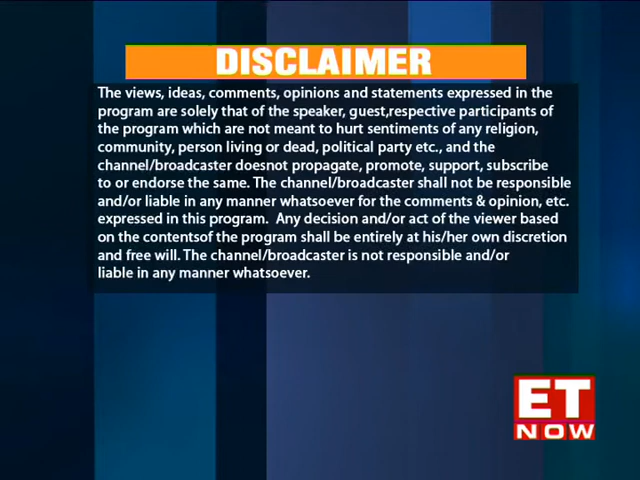 DISCLAIMER
The views, ideas, comments, opinions and statements expressed in the
program are solely that of the speaker, guest,respective participants of
the program which are not meant to hurt sentiments of any religion,
community, person living or dead, political party etc., and the
channel/broadcaster doesnot propagate, promote, support, subscribe
to or endorse the same. The channel/broadcaster shall not be responsible
and/or liable in any manner whatsoever for the comments & opinion, etc.
expressed in this program.  Any decision and/or act of the viewer based
on the contentsof the program shall be entirely at his/her own discretion
and free will. The channel/broadcaster is not responsible and/or
liable in any manner whatsoever.
ET
NOW